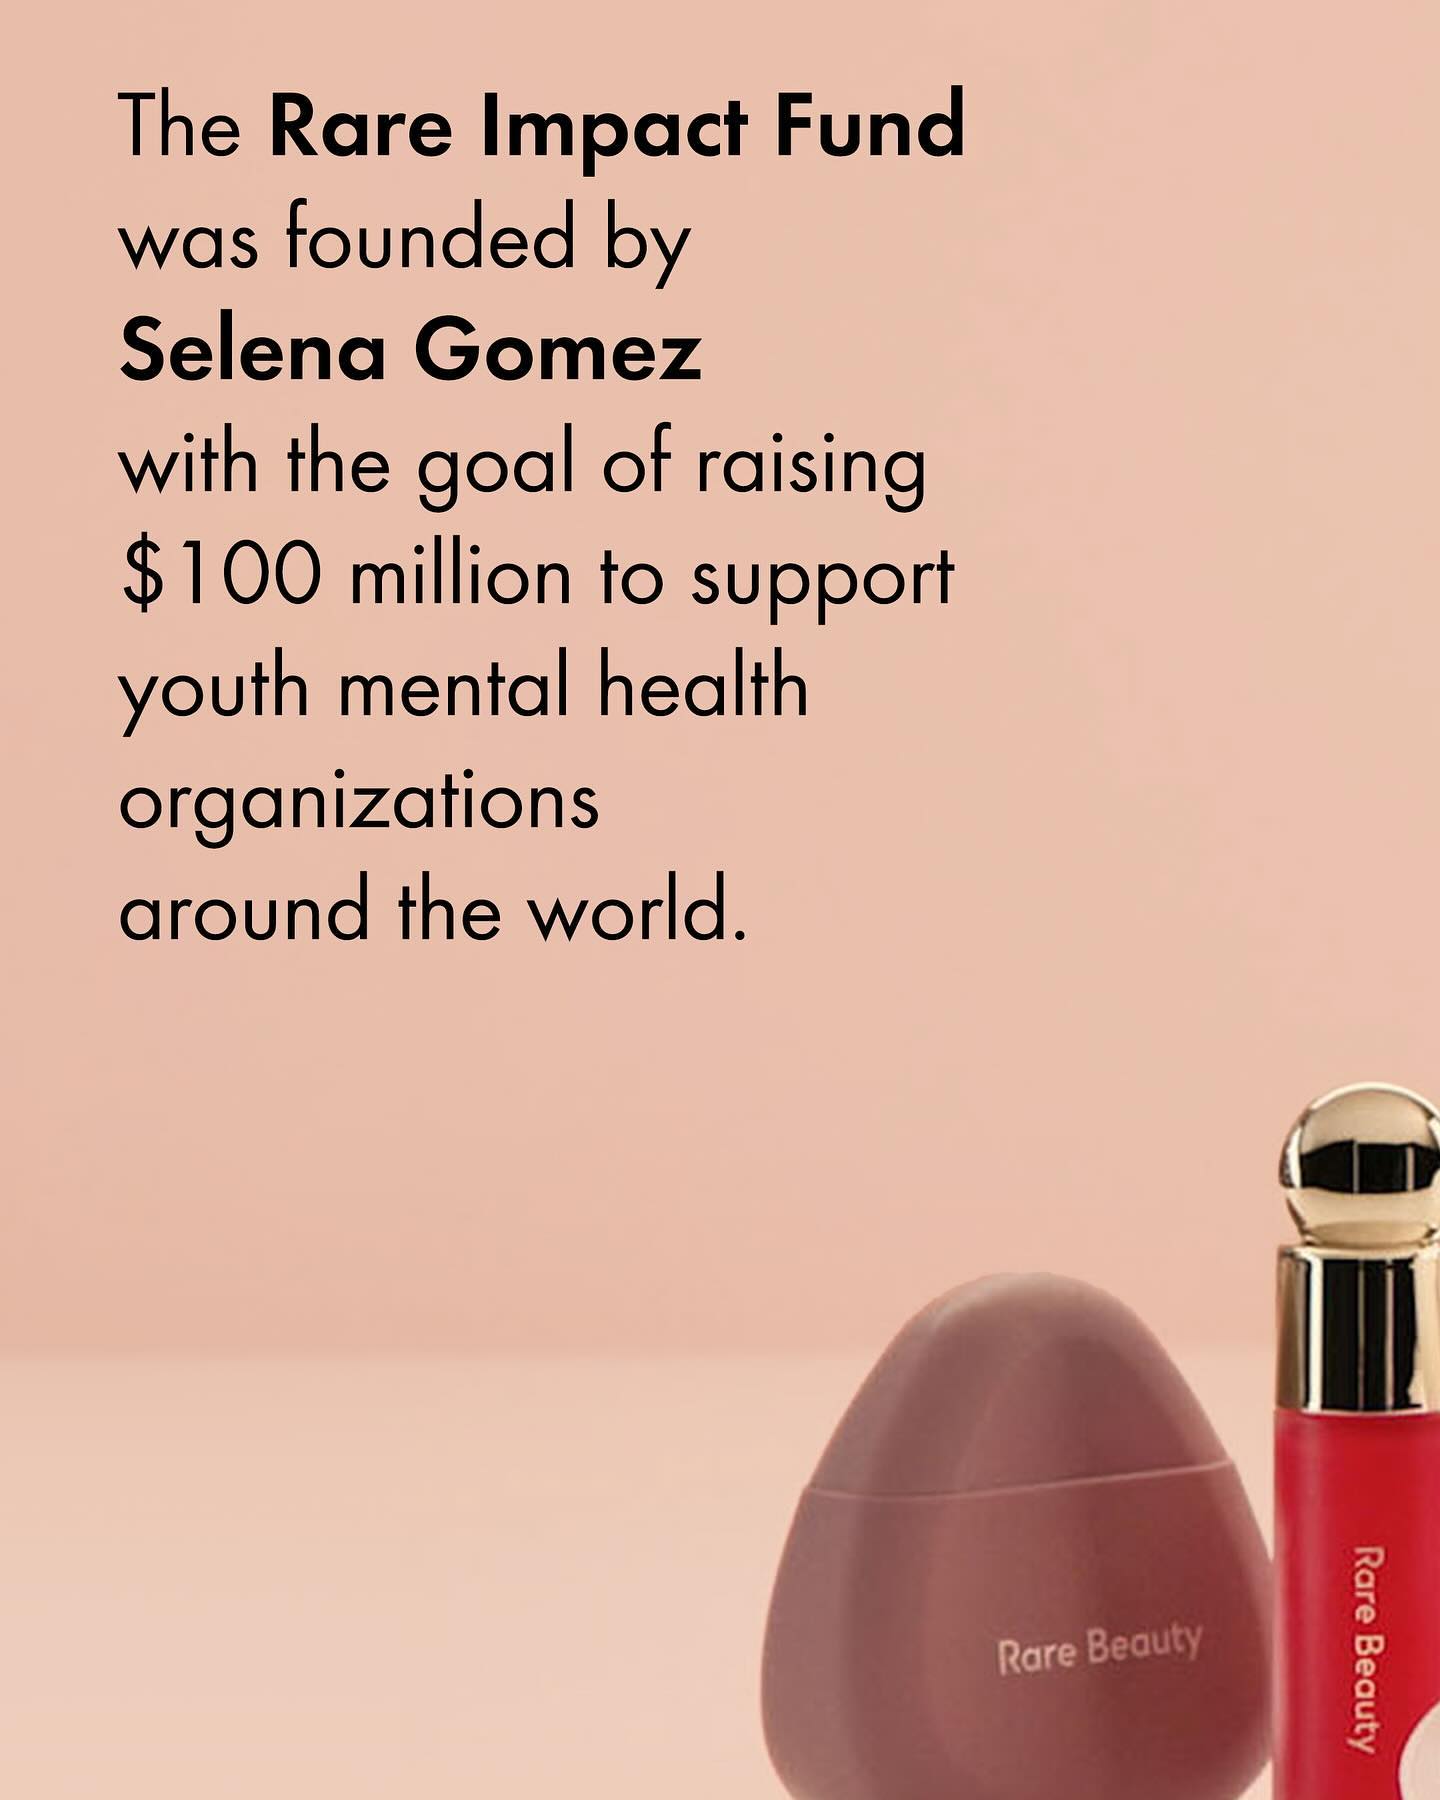 The Rare Impact Fund
was founded by
Selena Gomez
with the goal of raising
$100 million to support
youth mental health
organizations
around the world.
Rare Beauty
Rare Beauty